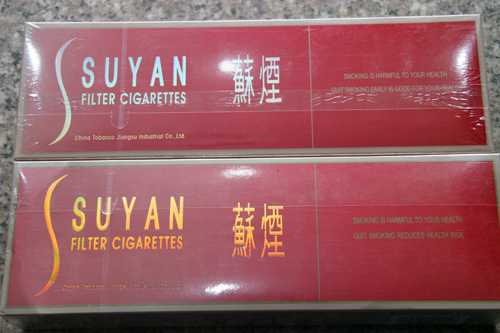 SUYAN
FILTER CIGARETTES
蘇煙
China Tobacco Jiangsu Industrial Co., Ltd.
SMOKING IS HARMFUL TO YOUR HEALTH
QUIT SMOKING EARLY IS GOOD FOR YOUR HEALTH
SUYAN
FILTER CIGARETTES
蘇煙
China Tobacco
SMOKING IS HARMFUL TO YOUR HEALTH
QUIT SMOKING REDUCES HEALTH RISK